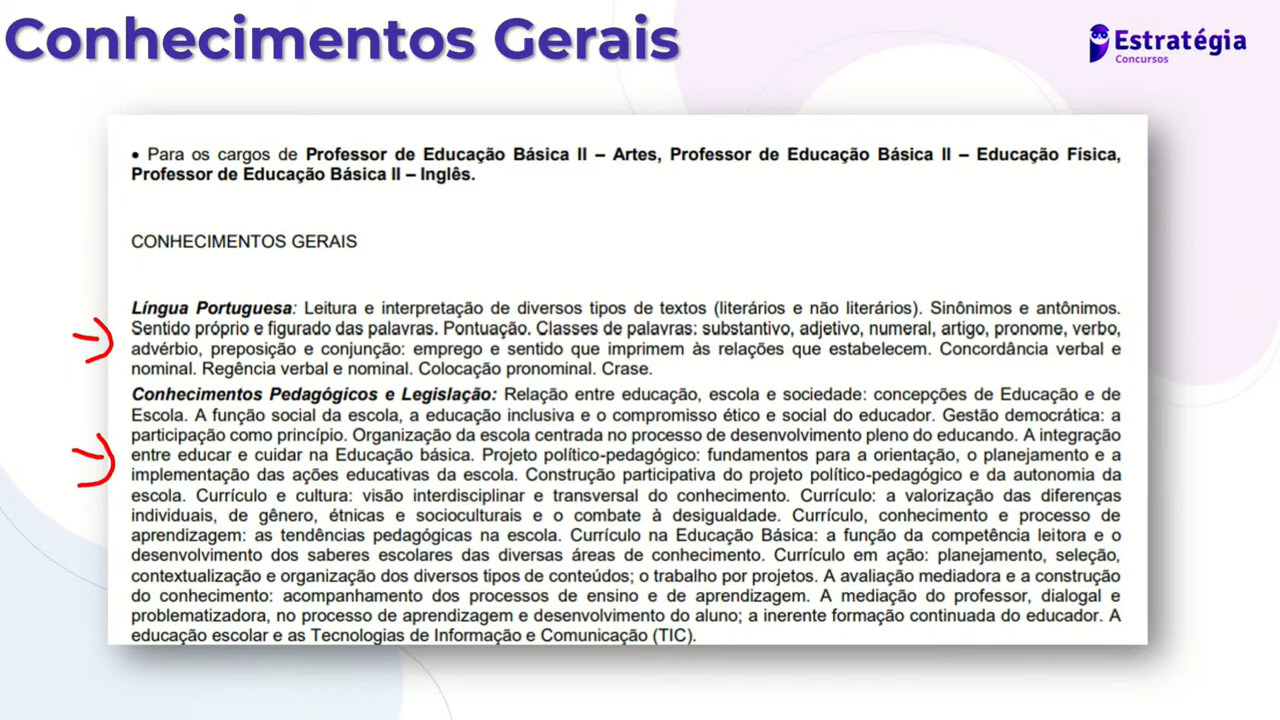 Conhecimentos Gerais
Estratégia
Concursos
• Para os cargos de Professor de Educação Básica II – Artes, Professor de Educação Básica II – Educação Física,
Professor de Educação Básica II – Inglês.
CONHECIMENTOS GERAIS
Língua Portuguesa: Leitura e interpretação de diversos tipos de textos (literários e não literários). Sinônimos e antônimos.
Sentido próprio e figurado das palavras. Pontuação. Classes de palavras: substantivo, adjetivo, numeral, artigo, pronome, verbo,
advérbio, preposição e conjunção: emprego e sentido que imprimem às relações que estabelecem. Concordância verbal e
nominal. Regência verbal e nominal. Colocação pronominal. Crase.
Conhecimentos Pedagógicos e Legislação: Relação entre educação, escola e sociedade: concepções de Educação e de
Escola. A função social da escola, a educação inclusiva e o compromisso ético e social do educador. Gestão democrática: a
participação como princípio. Organização da escola centrada no processo de desenvolvimento pleno do educando. A integração
entre educar e cuidar na Educação básica. Projeto político-pedagógico: fundamentos para a orientação, o planejamento e a
implementação das ações educativas da escola. Construção participativa do projeto político-pedagógico e da autonomia da
escola. Currículo e cultura: visão interdisciplinar e transversal do conhecimento. Currículo: a valorização das diferenças
individuais, de gênero, étnicas e socioculturais e o combate à desigualdade. Currículo, conhecimento e processo de
aprendizagem: as tendências pedagógicas na escola. Currículo na Educação Básica: a função da competência leitora e o
desenvolvimento dos saberes escolares das diversas áreas de conhecimento. Currículo em ação: planejamento, seleção,
contextualização e organização dos diversos tipos de conteúdos; o trabalho por projetos. A avaliação mediadora e a construção
do conhecimento: acompanhamento dos processos de ensino e de aprendizagem. A mediação do professor, dialogal e
problematizadora, no processo de aprendizagem e desenvolvimento do aluno; a inerente formação continuada do educador. A
educação escolar e as Tecnologias de Informação e Comunicação (TIC).